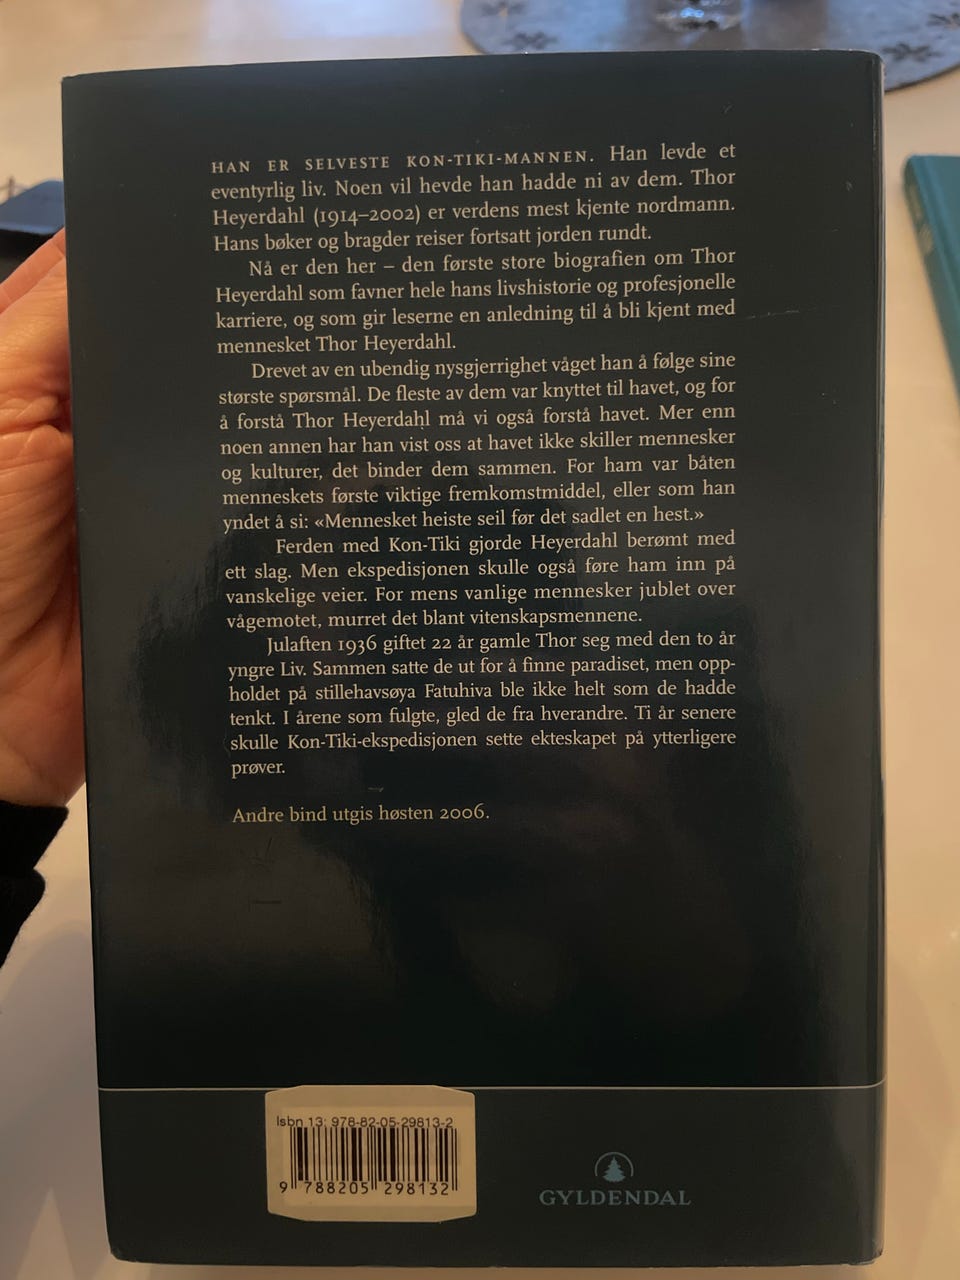 HAN ER SELVESTE KON-TIKI-MANNEN. Han levde et
eventyrlig liv. Noen vil hevde han hadde ni av dem. Thor
Heyerdahl (1914–2002) er verdens mest kjente nordmann.
Hans bøker og bragder reiser fortsatt jorden rundt.
Nå er den her – den første store biografien om Thor
Heyerdahl som favner hele hans livshistorie og profesjonelle
karriere, og som gir leserne en anledning til å bli kjent med
mennesket Thor Heyerdahl.
Drevet av en ubendig nysgjerrighet våget han å følge sine
største spørsmål. De fleste av dem var knyttet til havet, og for
å forstå Thor Heyerdahl må vi også forstå havet. Mer enn
noen annen har han vist oss at havet ikke skiller mennesker
og kulturer, det binder dem sammen. For ham var båten
menneskets første viktige fremkomstmiddel, eller som han
yndet å si: «Mennesket heiste seil før det sadlet en hest.»
Ferden med Kon-Tiki gjorde Heyerdahl berømt med
ett slag. Men ekspedisjonen skulle også føre ham inn på
vanskelige veier. For mens vanlige mennesker jublet over
vågemotet, murret det blant vitenskapsmennene.
Julaften 1936 giftet 22 år gamle Thor seg med den to år
yngre Liv. Sammen satte de ut for å finne paradiset, men opp-
holdet på stillehavsøya Fatuhiva ble ikke helt som de hadde
tenkt. I årene som fulgte, gled de fra hverandre. Ti år senere
skulle Kon-Tiki-ekspedisjonen sette ekteskapet på ytterligere
prøver.
Andre bind utgis høsten 2006.
Isbn 13: 978-82-05-29813-2
9 788205 298132
GYLDENDAL